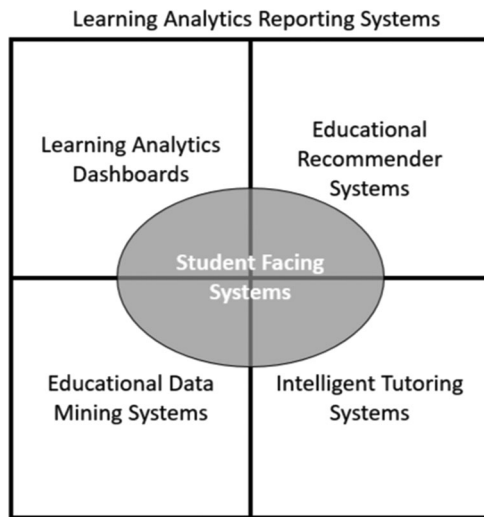 Learning Analytics Reporting Systems
Learning Analytics
Dashboards
Educational
Recommender
Systems
Student Facing
Systems
Educational Data
Mining Systems
Intelligent Tutoring
Systems